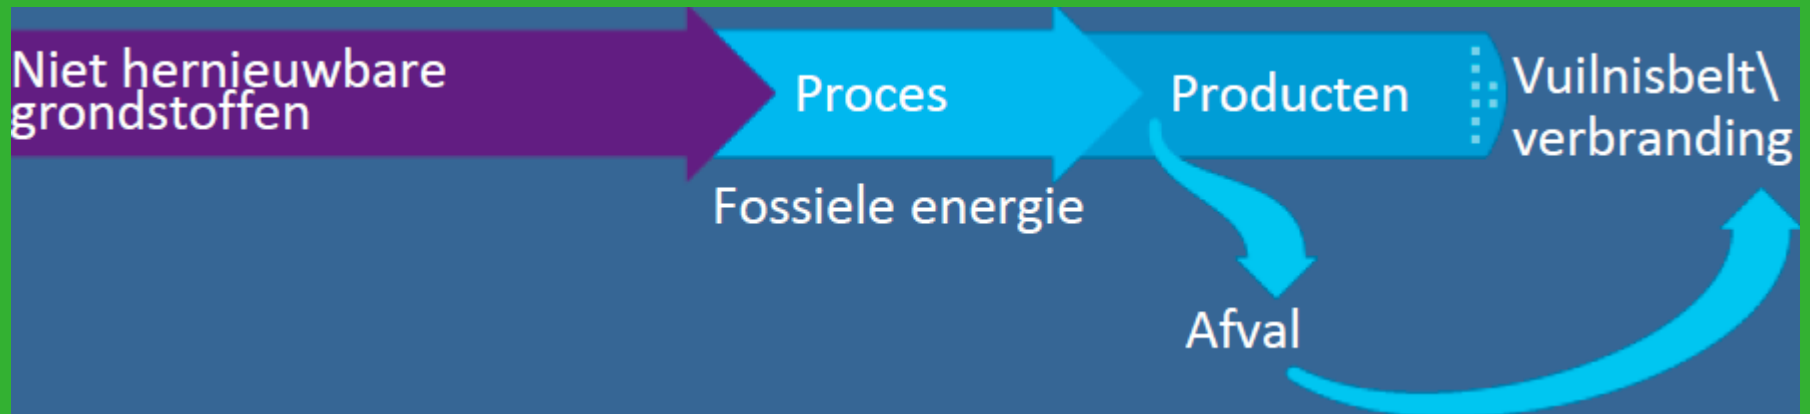 Niet hernieuwbare
grondstoffen
Proces
Producten
Vuilnisbelt\
verbranding
Fossiele energie
Afval